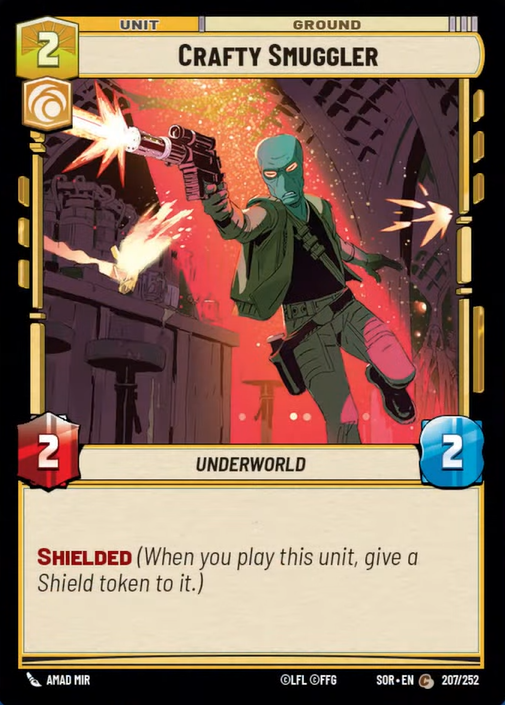 UNIT GROUND
2 CRAFTY SMUGGLER
2 UNDERWORLD 2
SHIELDED (When you play this unit, give a
Shield token to it.)
AMAD MIR ©LFL ©FFG SOR • EN C 207/252